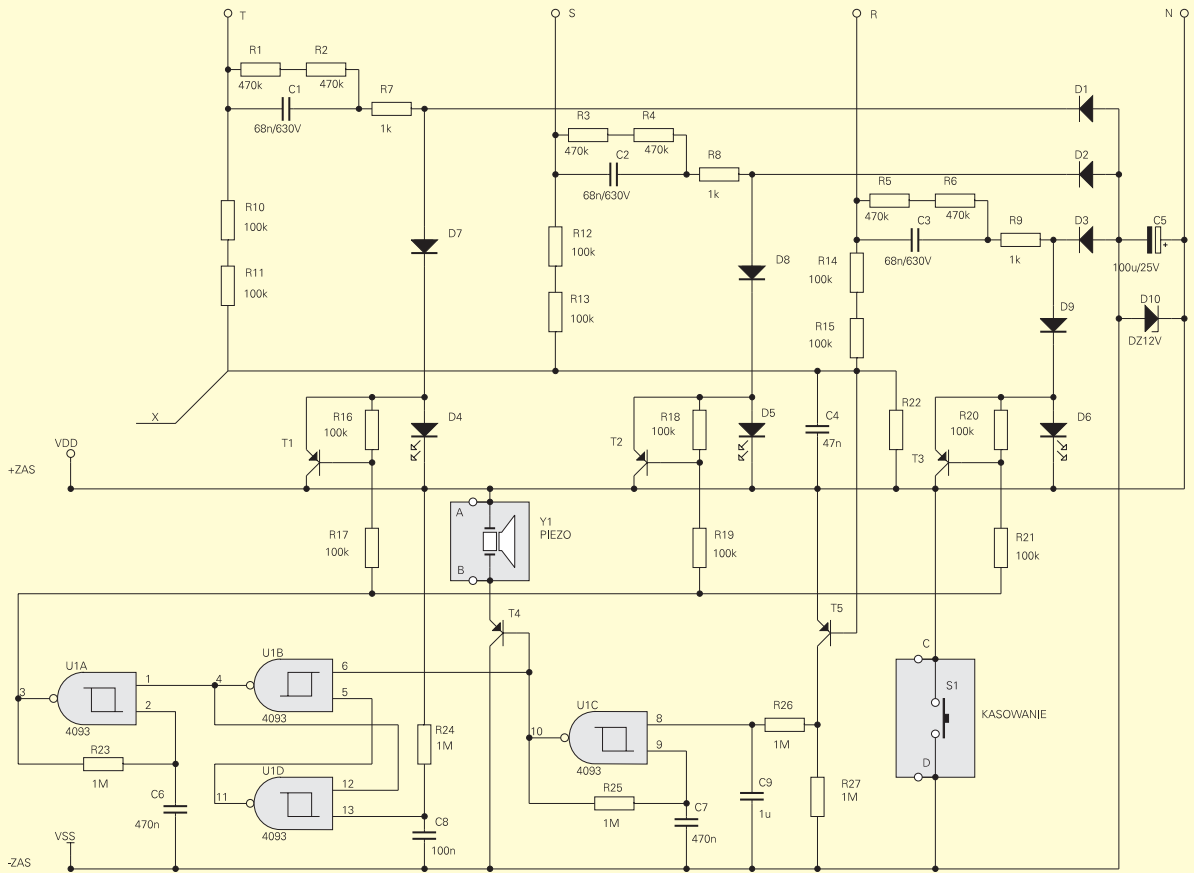 T
S
R
N
R1
R2
470k
470k
C1
68n/630V
R7
1k
D1
R3
R4
470k
470k
C2
68n/630V
R8
1k
D2
R5
R6
470k
470k
C3
68n/630V
R9
1k
D3
C5
+
100u/25V
R10
100k
R11
100k
D7
R12
100k
R13
100k
D8
R14
100k
R15
100k
D9
D10
DZ12V
X
R16
100k
D4
T1
R18
100k
D5
T2
C4
47n
R22
R20
100k
D6
T3
VDD
+ZAS
R17
100k
A
B
Y1
PIEZO
R19
100k
R21
100k
T4
T5
U1A
3
1
2
4093
U1B
4
6
5
4093
R23
1M
C6
470n
U1D
11
12
13
4093
R24
1M
C8
100n
U1C
10
8
9
4093
R25
1M
C7
470n
R26
1M
C9
1u
R27
1M
C
S1
D
KASOWANIE
VSS
-ZAS